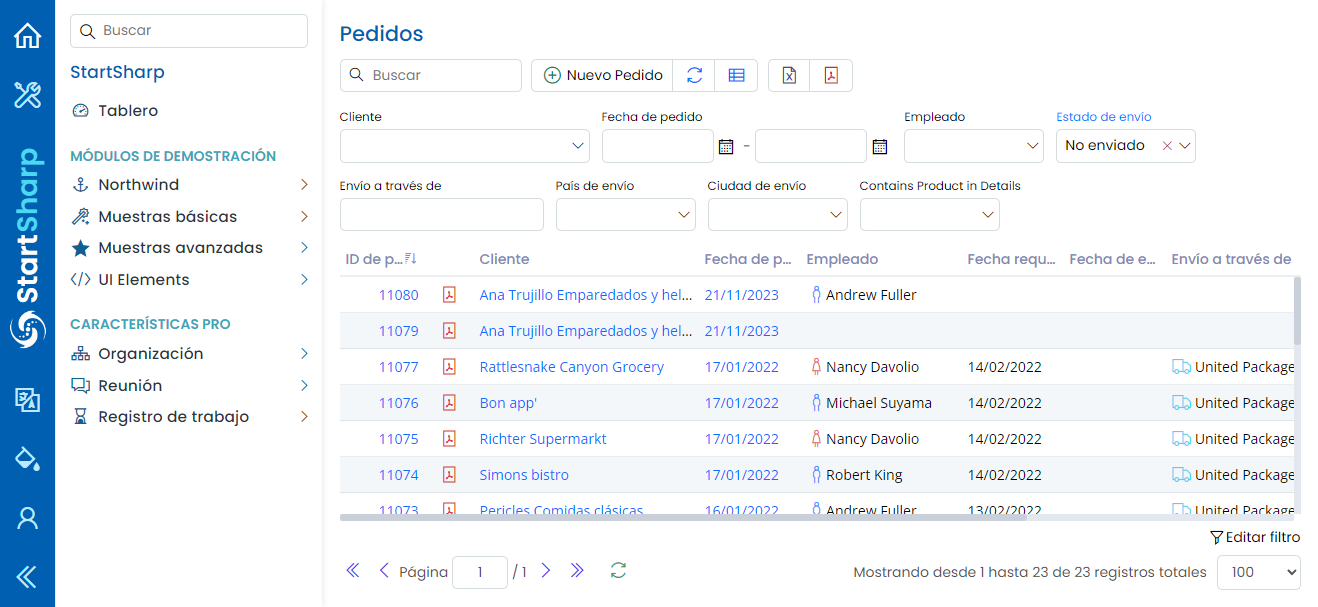 StartSharp
Buscar
StartSharp
Tablero
MÓDULOS DE DEMOSTRACIÓN
Northwind
Muestras básicas
Muestras avanzadas
UI Elements
CARACTERÍSTICAS PRO
Organización
Reunión
Registro de trabajo
Pedidos
Buscar Nuevo Pedido
Cliente Fecha de pedido Empleado Estado de envío
- No enviado
Envío a través de País de envío Ciudad de envío Contains Product in Details
ID de p... Cliente Fecha de p... Empleado Fecha requ... Fecha de e... Envío a través de
11080 Ana Trujillo Emparedados y hel... 21/11/2023 Andrew Fuller
11079 Ana Trujillo Emparedados y hel... 21/11/2023
11077 Rattlesnake Canyon Grocery 17/01/2022 Nancy Davolio 14/02/2022 United Package
11076 Bon app' 17/01/2022 Michael Suyama 14/02/2022 United Package
11075 Richter Supermarkt 17/01/2022 Nancy Davolio 14/02/2022 United Package
11074 Simons bistro 17/01/2022 Robert King 14/02/2022 United Package
11073 Pericles Comidas clásicas 16/01/2022 Andrew Fuller 13/02/2022 United Package
Editar filtro
Página 1 / 1 Mostrando desde 1 hasta 23 de 23 registros totales 100